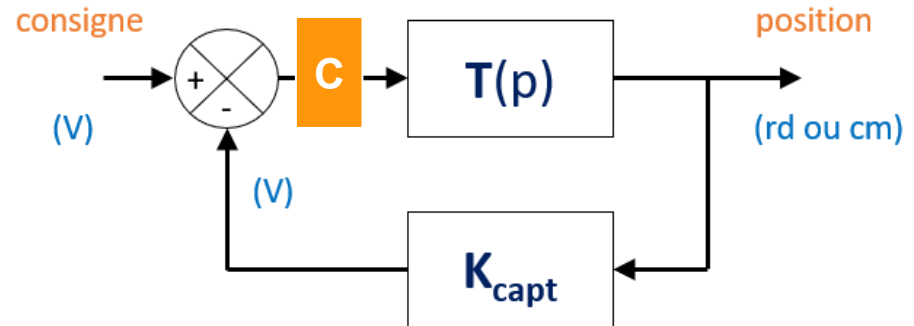 consigne
position
+
C
T(p)
-
(V)
(rd ou cm)
(V)
Kcapt